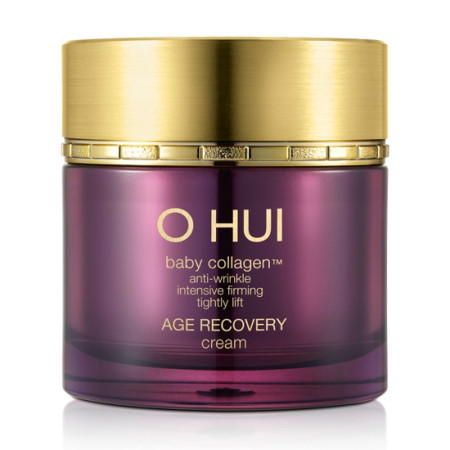 O HUI
baby collagen™
anti-wrinkle
intensive firming
tightly lift
AGE RECOVERY
cream